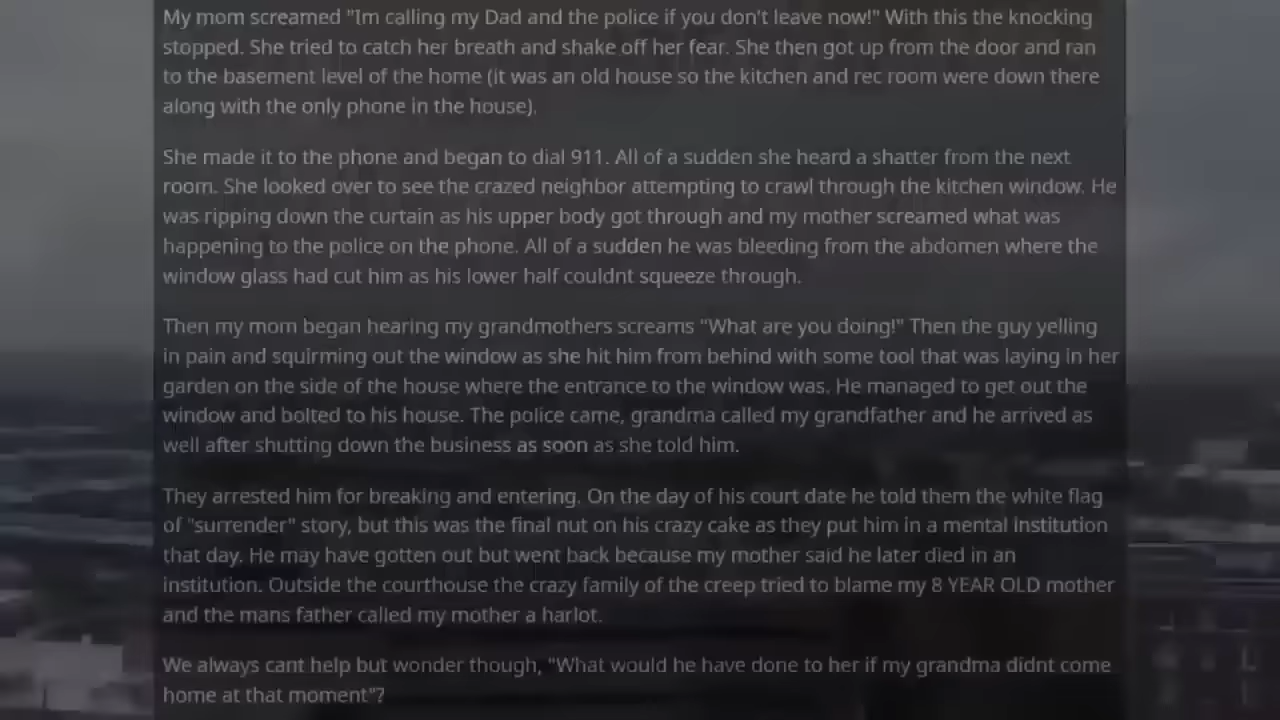 My mom screamed "Im calling my Dad and the police if you don't leave now!" With this the knocking
stopped. She tried to catch her breath and shake off her fear. She then got up from the door and ran
to the basement level of the home (it was an old house so the kitchen and rec room were down there
along with the only phone in the house).
She made it to the phone and began to dial 911. All of a sudden she heard a shatter from the next
room. She looked over to see the crazed neighbor attempting to crawl through the kitchen window. He
was ripping down the curtain as his upper body got through and my mother screamed what was
happening to the police on the phone. All of a sudden he was bleeding from the abdomen where the
window glass had cut him as his lower half couldnt squeeze through.
Then my mom began hearing my grandmothers screams "What are you doing!" Then the guy yelling
in pain and squirming out the window as she hit him from behind with some tool that was laying in her
garden on the side of the house where the entrance to the window was. He managed to get out the
window and bolted to his house. The police came, grandma called my grandfather and he arrived as
well after shutting down the business as soon as she told him.
They arrested him for breaking and entering. On the day of his court date he told them the white flag
of "surrender" story, but this was the final nut on his crazy cake as they put him in a mental institution
that day. He may have gotten out but went back because my mother said he later died in an
institution. Outside the courthouse the crazy family of the creep tried to blame my 8 YEAR OLD mother
and the mans father called my mother a harlot.
We always cant help but wonder though, "What would he have done to her if my grandma didnt come
home at that moment"?